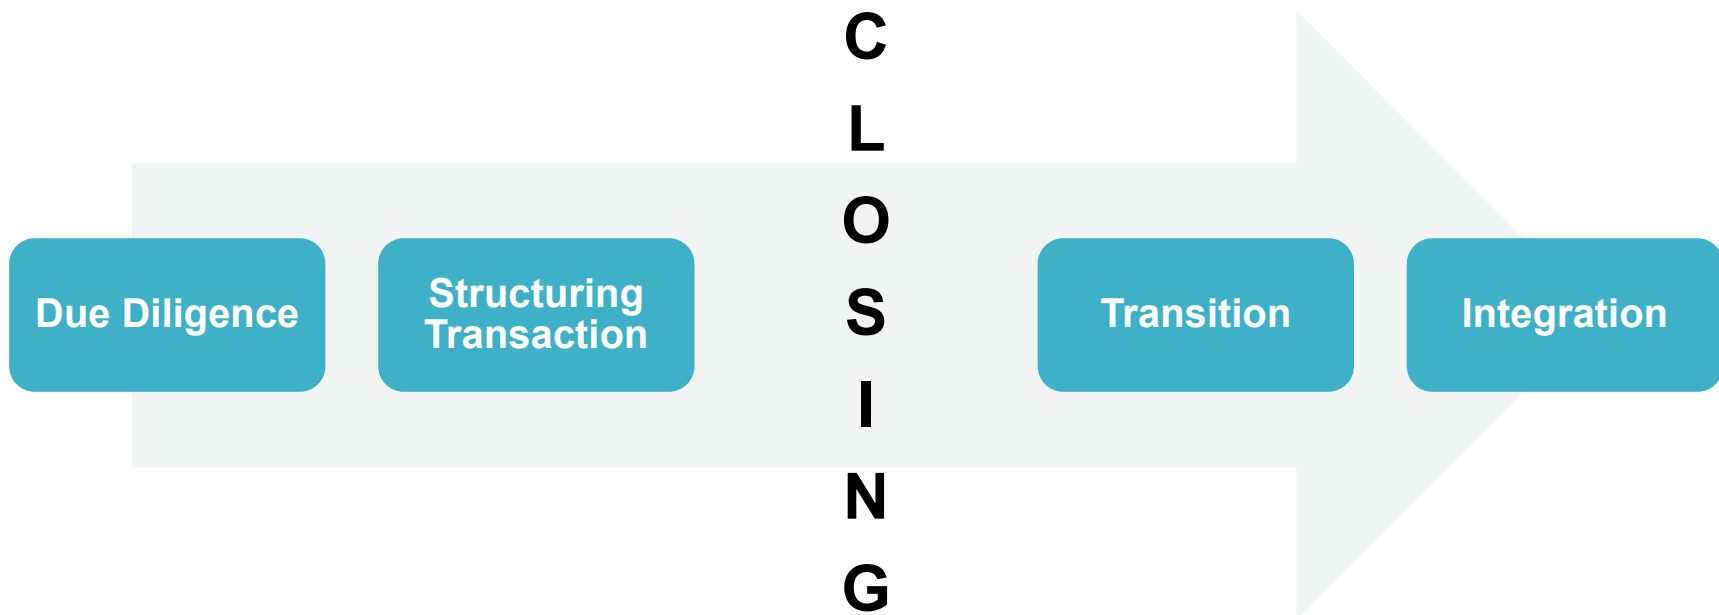 Due Diligence
Structuring
Transaction
C
L
O
S
I
N
G
Transition
Integration